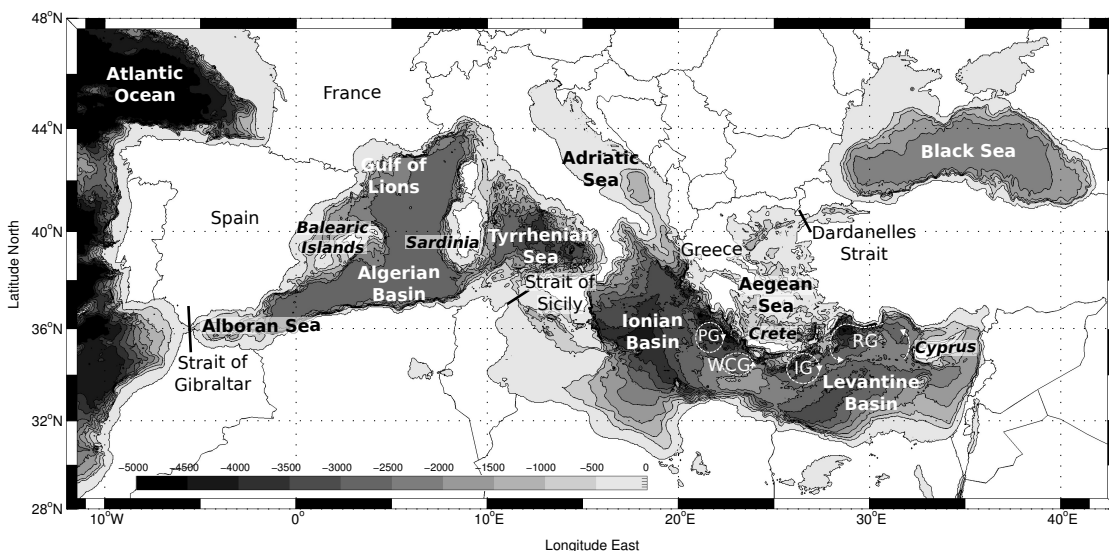 48°N
44°N
40°N
36°N
32°N
28°N
Latitude North
Atlantic
Ocean
France
Gulf of
Lions
Adriatic
Sea
Black Sea
Spain
Balearic
Islands
Sardinia
Tyrrhenian
Sea
Greece
Dardanelles
Strait
Algerian
Basin
Strait of
Sicily
Aegean
Sea
Alboran Sea
Ionian
Basin
PG
Crete
RG
Cyprus
Strait of
Gibraltar
WCG
IG
Levantine
Basin
−5000 −4500 −4000 −3500 −3000 −2500 −2000 −1500 −1000 −500 0
10°W 0° 10°E 20°E 30°E 40°E
Longitude East